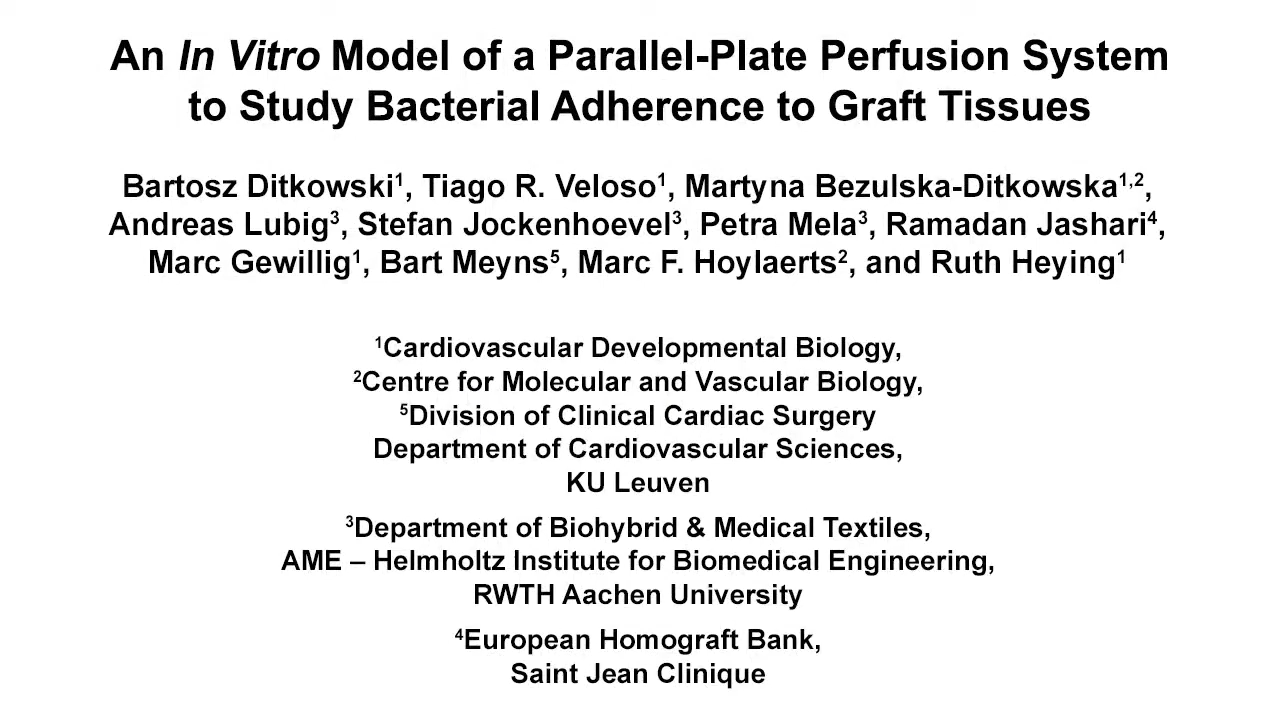 An In Vitro Model of a Parallel-Plate Perfusion System
to Study Bacterial Adherence to Graft Tissues
Bartosz Ditkowski¹, Tiago R. Veloso¹, Martyna Bezulska-Ditkowska¹,²,
Andreas Lubig³, Stefan Jockenhoevel³, Petra Mela³, Ramadan Jashari⁴,
Marc Gewillig¹, Bart Meyns⁵, Marc F. Hoylaerts², and Ruth Heying¹
¹Cardiovascular Developmental Biology,
²Centre for Molecular and Vascular Biology,
⁵Division of Clinical Cardiac Surgery
Department of Cardiovascular Sciences,
KU Leuven
³Department of Biohybrid & Medical Textiles,
AME – Helmholtz Institute for Biomedical Engineering,
RWTH Aachen University
⁴European Homograft Bank,
Saint Jean Clinique